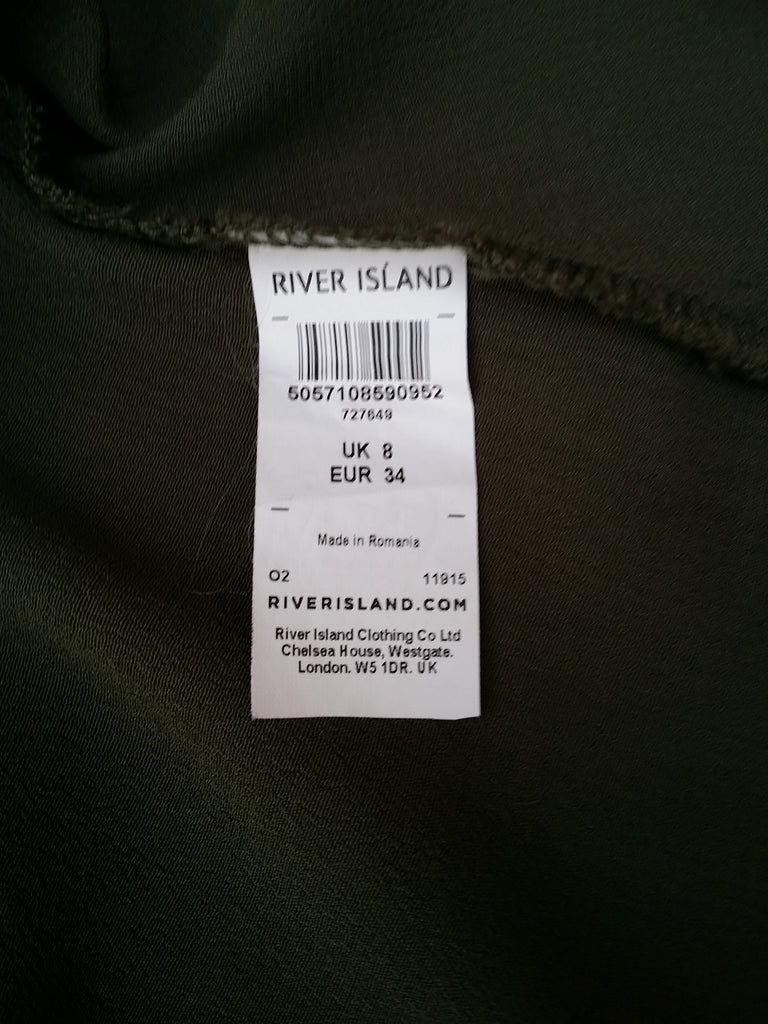 RIVER ISLAND
5057108590952
727649
UK 8
EUR 34
Made in Romania
02 11915
RIVERISLAND.COM
River Island Clothing Co Ltd
Chelsea House, Westgate.
London. W5 1DR. UK